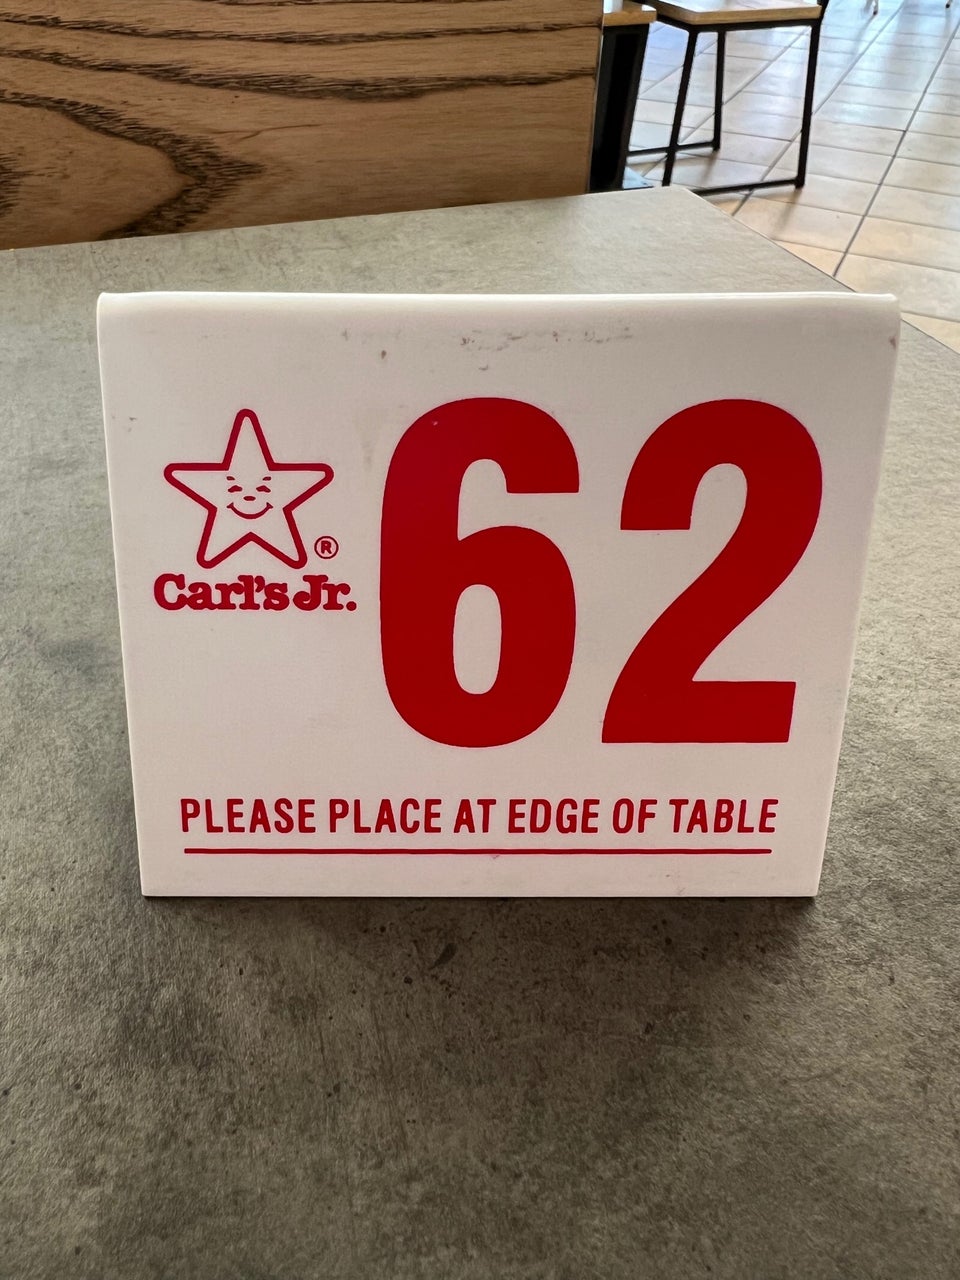 62
®
Carl's Jr.
PLEASE PLACE AT EDGE OF TABLE